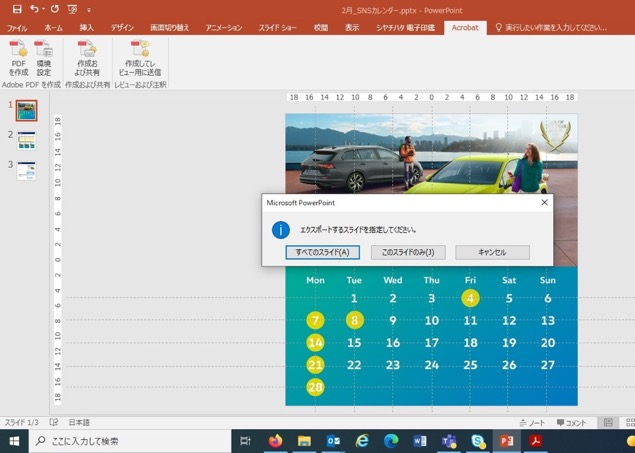 2月_SNSカレンダー.pptx - PowerPoint
ファイル ホーム 挿入 デザイン 画面切り替え アニメーション スライド ショー 校閲 表示 シヤチハタ 電子印鑑 Acrobat 実行したい作業を入力してください...
PDF を作成
環境 設定
作成お よび共有
作成してレ ビュー用に送信
Adobe PDF を作成 作成および共有 レビューおよび注釈
18 16 14 12 10 8 6 4 2 0 2 4 6 8 10 12 14 16 18
1
2
3
Microsoft PowerPoint
エクスポートするスライドを指定してください。
すべてのスライド(A) このスライドのみ(J) キャンセル
Mon Tue Wed Thu Fri Sat Sun
1 2 3 4 5 6
7 8 9 10 11 12 13
14 15 16 17 18 19 20
21 22 23 24 25 26 27
28
スライド 1/3 日本語 ノート コメント
ここに入力して検索